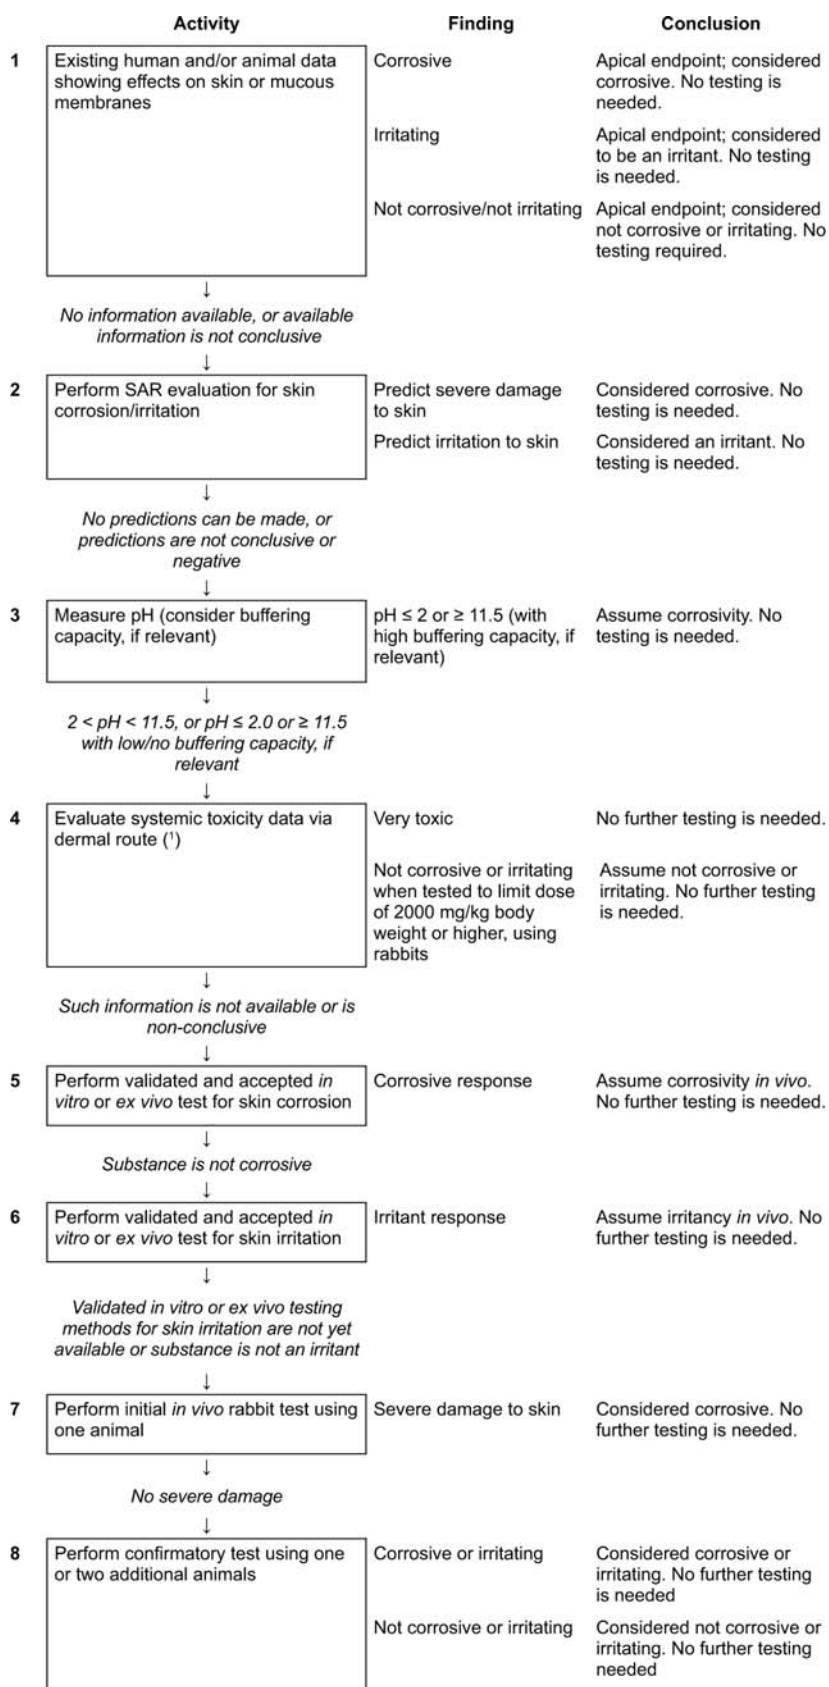 Activity Finding Conclusion
1 Existing human and/or animal data Corrosive Apical endpoint; considered
showing effects on skin or mucous corrosive. No testing is
membranes needed.
Irritating Apical endpoint; considered
to be an irritant. No testing
is needed.
Not corrosive/not irritating Apical endpoint; considered
not corrosive or irritating. No
testing required.
↓
No information available, or available
information is not conclusive
↓
2 Perform SAR evaluation for skin Predict severe damage Considered corrosive. No
corrosion/irritation to skin testing is needed.
Predict irritation to skin Considered an irritant. No
testing is needed.
↓
No predictions can be made, or
predictions are not conclusive or
negative
↓
3 Measure pH (consider buffering pH ≤ 2 or ≥ 11.5 (with Assume corrosivity. No
capacity, if relevant) high buffering capacity, if testing is needed.
relevant)
↓
2 < pH < 11.5, or pH ≤ 2.0 or ≥ 11.5
with low/no buffering capacity, if
relevant
↓
4 Evaluate systemic toxicity data via Very toxic No further testing is needed.
dermal route (¹)
Not corrosive or irritating Assume not corrosive or
when tested to limit dose irritating. No further testing
of 2000 mg/kg body is needed.
weight or higher, using
rabbits
↓
Such information is not available or is
non-conclusive
↓
5 Perform validated and accepted in Corrosive response Assume corrosivity in vivo.
vitro or ex vivo test for skin corrosion No further testing is needed.
↓
Substance is not corrosive
↓
6 Perform validated and accepted in Irritant response Assume irritancy in vivo. No
vitro or ex vivo test for skin irritation further testing is needed.
↓
Validated in vitro or ex vivo testing
methods for skin irritation are not yet
available or substance is not an irritant
↓
7 Perform initial in vivo rabbit test using Severe damage to skin Considered corrosive. No
one animal further testing is needed.
↓
No severe damage
↓
8 Perform confirmatory test using one Corrosive or irritating Considered corrosive or
or two additional animals irritating. No further testing
is needed
Not corrosive or irritating Considered not corrosive or
irritating. No further testing
needed